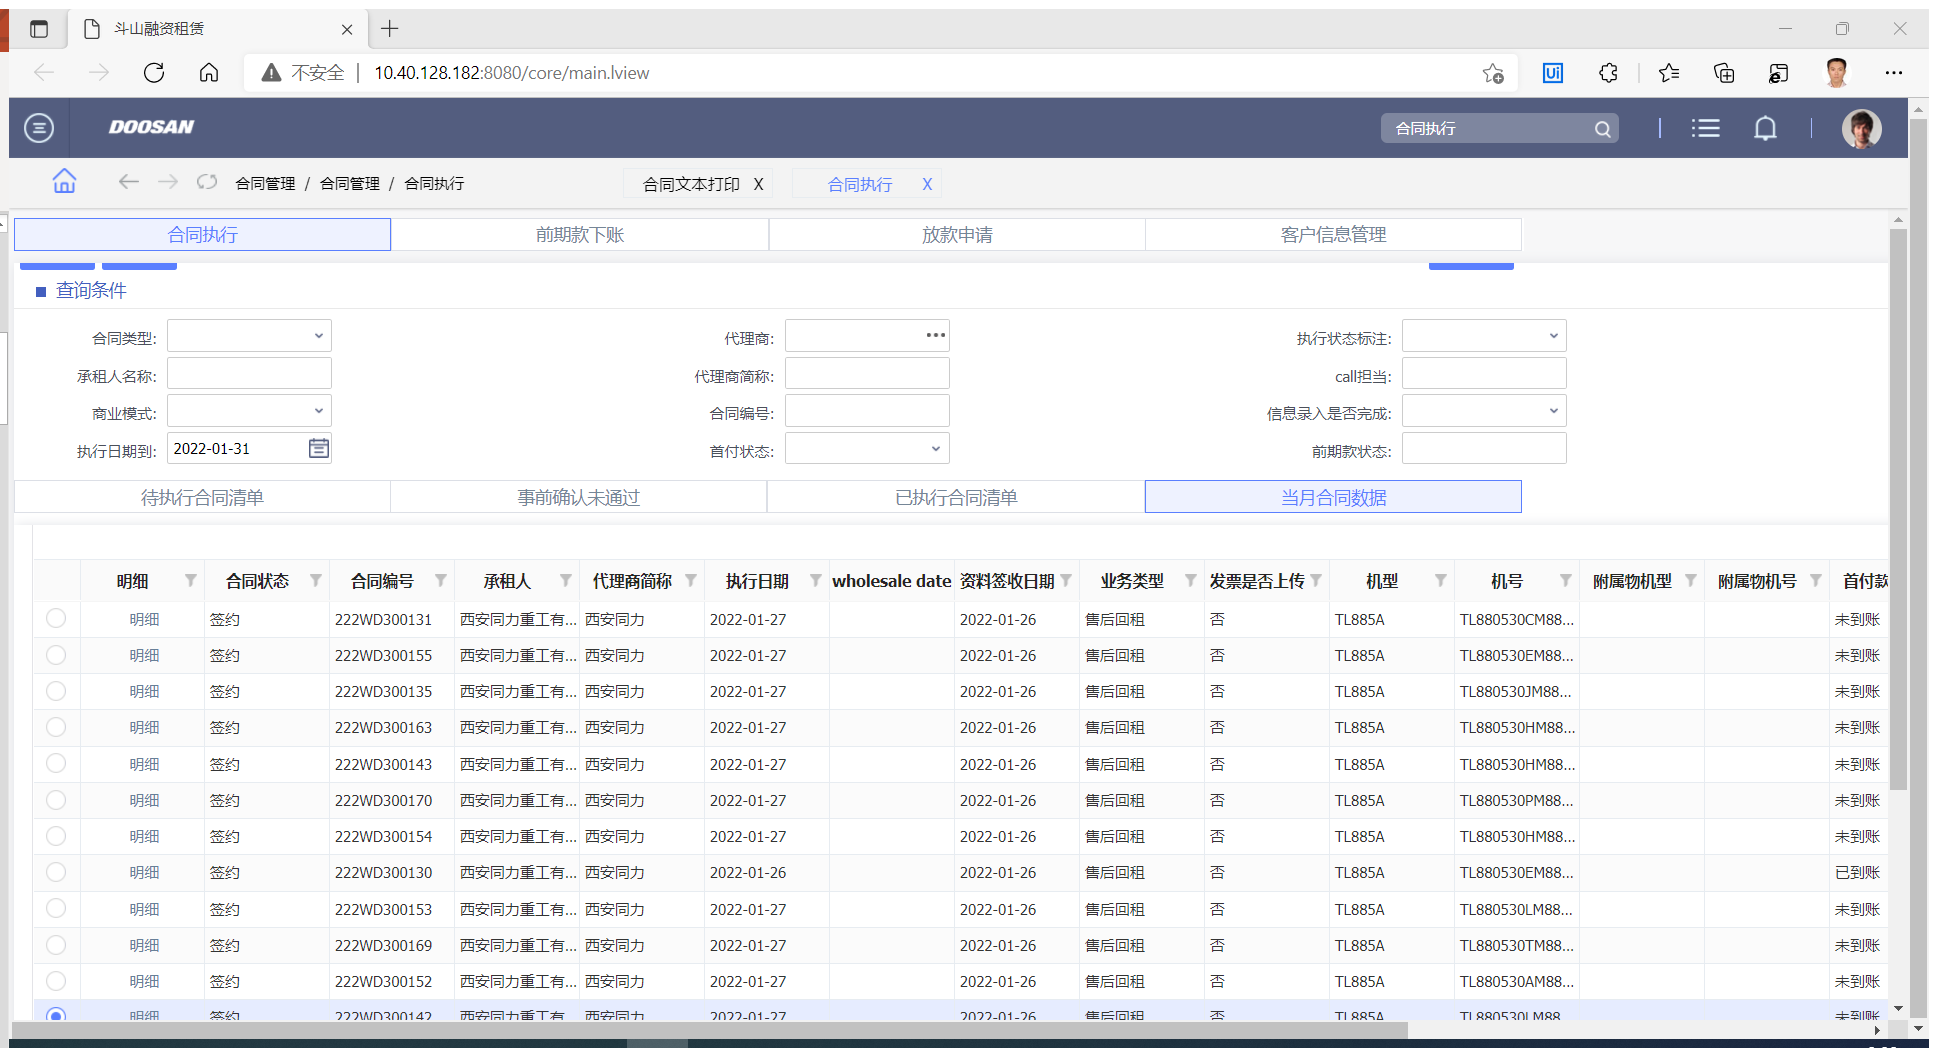 斗山融资租赁
不安全 10.40.128.182:8080/core/main.lview
DOOSAN 合同执行
合同管理 / 合同管理 / 合同执行 合同文本打印 X 合同执行 X
合同执行 前期款下账 放款申请 客户信息管理
查询条件
合同类型: 代理商: 执行状态标注:
承租人名称: 代理商简称: call担当:
商业模式: 合同编号: 信息录入是否完成:
执行日期到: 2022-01-31 首付状态: 前期款状态:
待执行合同清单 事前确认未通过 已执行合同清单 当月合同数据
明细 合同状态 合同编号 承租人 代理商简称 执行日期 wholesale date 资料签收日期 业务类型 发票是否上传 机型 机号 附属物机型 附属物机号 首付款
明细 签约 222WD300131 西安同力重工有... 西安同力 2022-01-27 2022-01-26 售后回租 否 TL885A TL880530CM88... 未到账
明细 签约 222WD300155 西安同力重工有... 西安同力 2022-01-27 2022-01-26 售后回租 否 TL885A TL880530EM88... 未到账
明细 签约 222WD300135 西安同力重工有... 西安同力 2022-01-27 2022-01-26 售后回租 否 TL885A TL880530JM88... 未到账
明细 签约 222WD300163 西安同力重工有... 西安同力 2022-01-27 2022-01-26 售后回租 否 TL885A TL880530HM88... 未到账
明细 签约 222WD300143 西安同力重工有... 西安同力 2022-01-27 2022-01-26 售后回租 否 TL885A TL880530HM88... 未到账
明细 签约 222WD300170 西安同力重工有... 西安同力 2022-01-27 2022-01-26 售后回租 否 TL885A TL880530PM88... 未到账
明细 签约 222WD300154 西安同力重工有... 西安同力 2022-01-27 2022-01-26 售后回租 否 TL885A TL880530HM88... 未到账
明细 签约 222WD300130 西安同力重工有... 西安同力 2022-01-26 2022-01-26 售后回租 否 TL885A TL880530EM88... 已到账
明细 签约 222WD300153 西安同力重工有... 西安同力 2022-01-27 2022-01-26 售后回租 否 TL885A TL880530LM88... 未到账
明细 签约 222WD300169 西安同力重工有... 西安同力 2022-01-27 2022-01-26 售后回租 否 TL885A TL880530TM88... 未到账
明细 签约 222WD300152 西安同力重工有... 西安同力 2022-01-27 2022-01-26 售后回租 否 TL885A TL880530AM88... 未到账
明细 签约 222WD300142 西安同力重工有 西安同力 2022-01-27 2022-01-26 售后回租 否 TL885A TL880530LM88 未到账